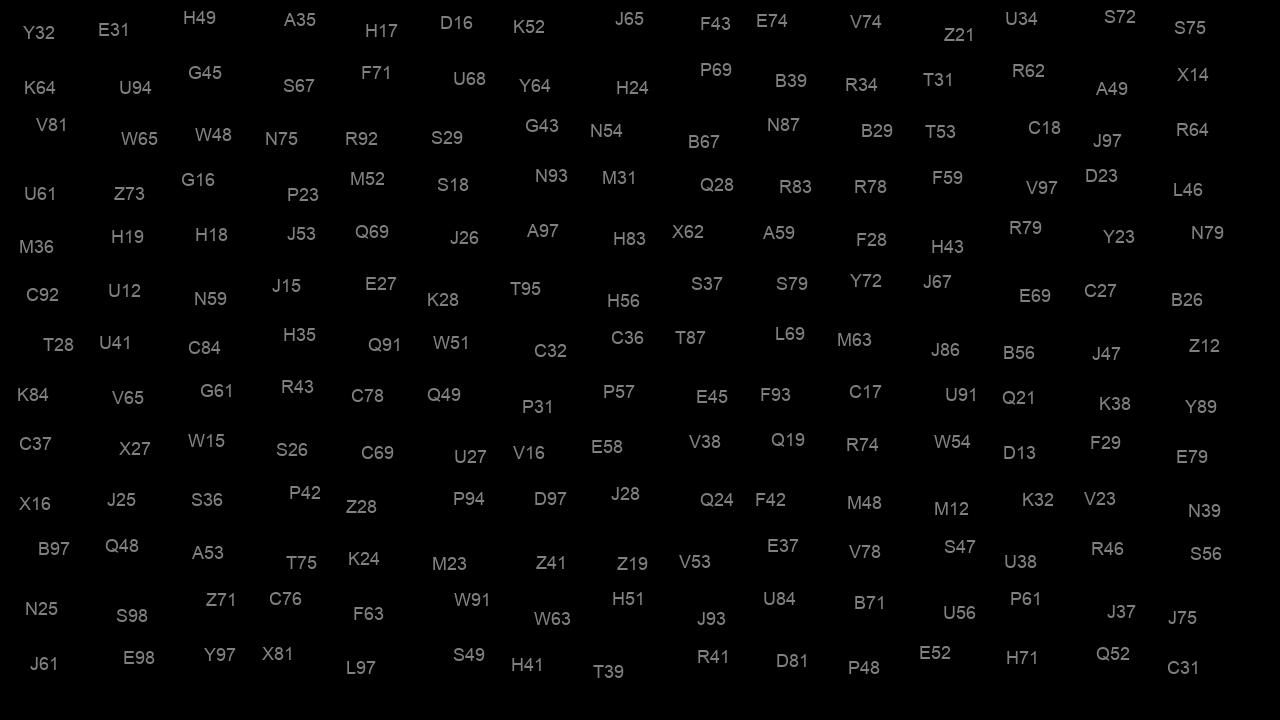 Y32 E31 H49 A35 H17 D16 K52 J65 F43 E74 V74 Z21 U34 S72 S75
K64 U94 G45 S67 F71 U68 Y64 H24 P69 B39 R34 T31 R62 A49 X14
V81 W65 W48 N75 R92 S29 G43 N54 B67 N87 B29 T53 C18 J97 R64
U61 Z73 G16 P23 M52 S18 N93 M31 Q28 R83 R78 F59 V97 D23 L46
M36 H19 H18 J53 Q69 J26 A97 H83 X62 A59 F28 H43 R79 Y23 N79
C92 U12 N59 J15 E27 K28 T95 H56 S37 S79 Y72 J67 E69 C27 B26
T28 U41 C84 H35 Q91 W51 C32 C36 T87 L69 M63 J86 B56 J47 Z12
K84 V65 G61 R43 C78 Q49 P31 P57 E45 F93 C17 U91 Q21 K38 Y89
C37 X27 W15 S26 C69 U27 V16 E58 V38 Q19 R74 W54 D13 F29 E79
X16 J25 S36 P42 Z28 P94 D97 J28 Q24 F42 M48 M12 K32 V23 N39
B97 Q48 A53 T75 K24 M23 Z41 Z19 V53 E37 V78 S47 U38 R46 S56
N25 S98 Z71 C76 F63 W91 W63 H51 J93 U84 B71 U56 P61 J37 J75
J61 E98 Y97 X81 L97 S49 H41 T39 R41 D81 P48 E52 H71 Q52 C31